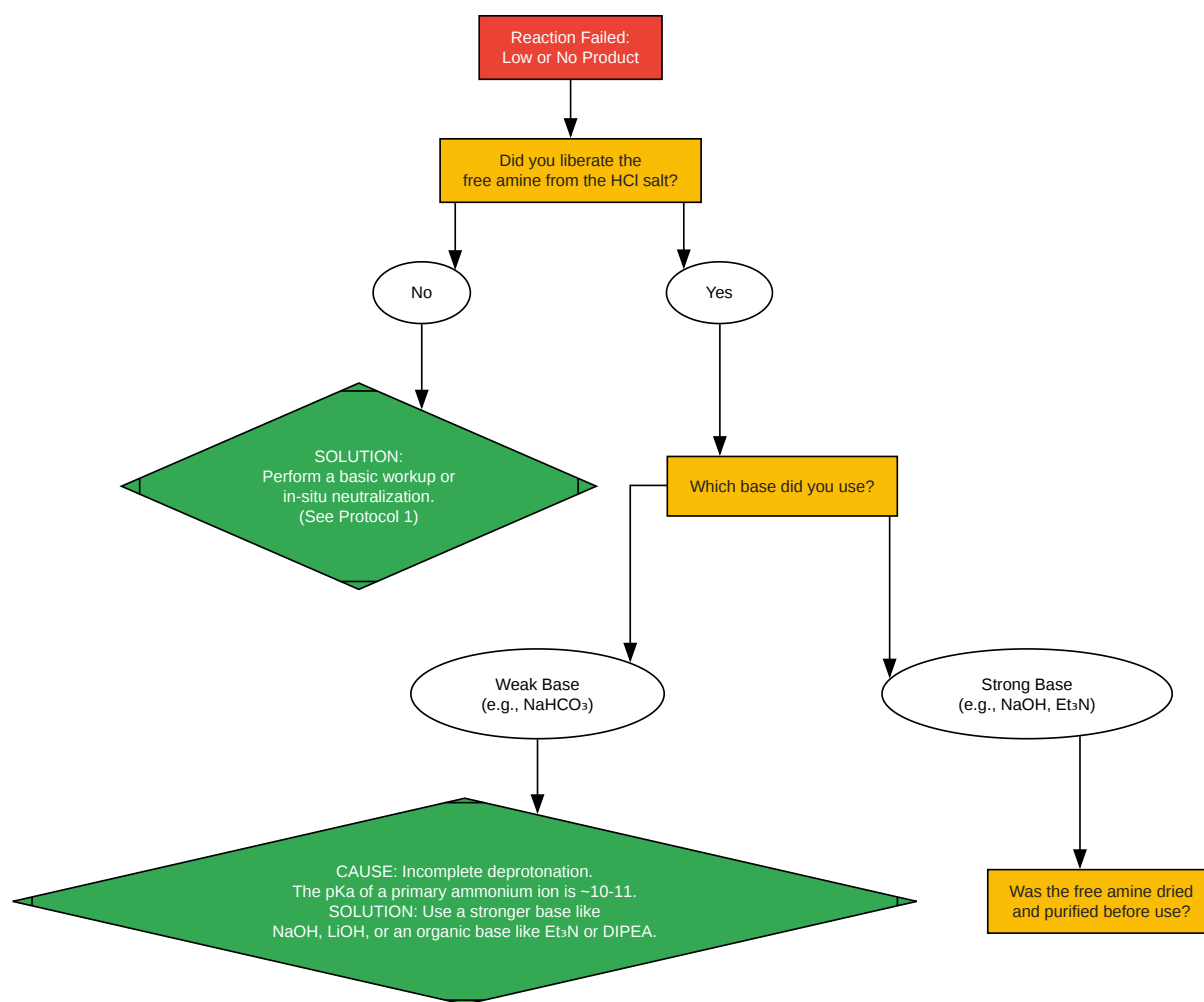 Reaction Failed:
Low or No Product
Did you liberate the
free amine from the HCl salt?
No
Yes
SOLUTION:
Perform a basic workup or
in-situ neutralization.
(See Protocol 1)
Which base did you use?
Weak Base
(e.g., NaHCO₃)
Strong Base
(e.g., NaOH, Et₃N)
CAUSE: Incomplete deprotonation.
The pKa of a primary ammonium ion is ~10-11.
SOLUTION: Use a stronger base like
NaOH, LiOH, or an organic base like Et₃N or DIPEA.
Was the free amine dried
and purified before use?